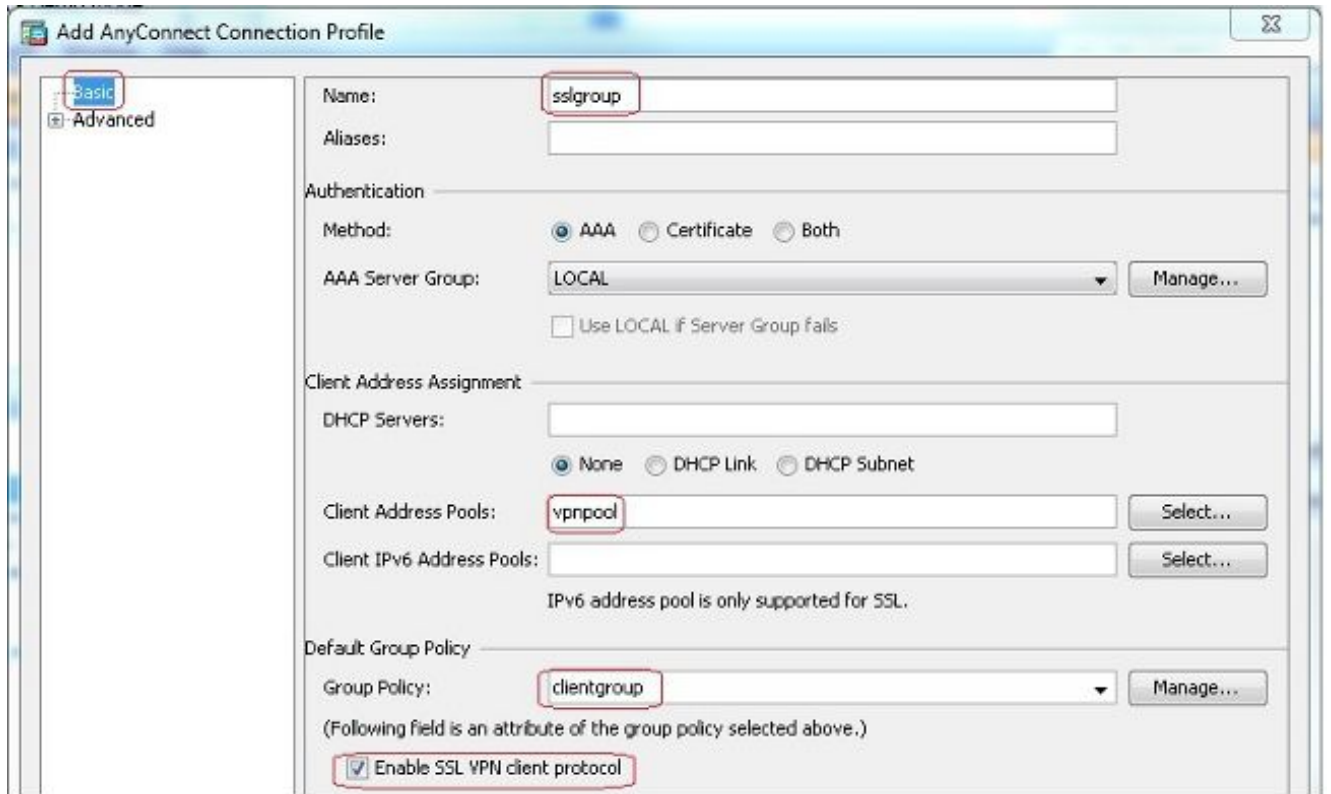 Add AnyConnect Connection Profile
Basic
Advanced
Name: sslgroup
Aliases:
Authentication
Method: AAA Certificate Both
AAA Server Group: LOCAL Manage...
Use LOCAL if Server Group fails
Client Address Assignment
DHCP Servers:
None DHCP Link DHCP Subnet
Client Address Pools: vpnpool Select...
Client IPv6 Address Pools: Select...
IPv6 address pool is only supported for SSL.
Default Group Policy
Group Policy: clientgroup Manage...
(Following field is an attribute of the group policy selected above.)
Enable SSL VPN client protocol